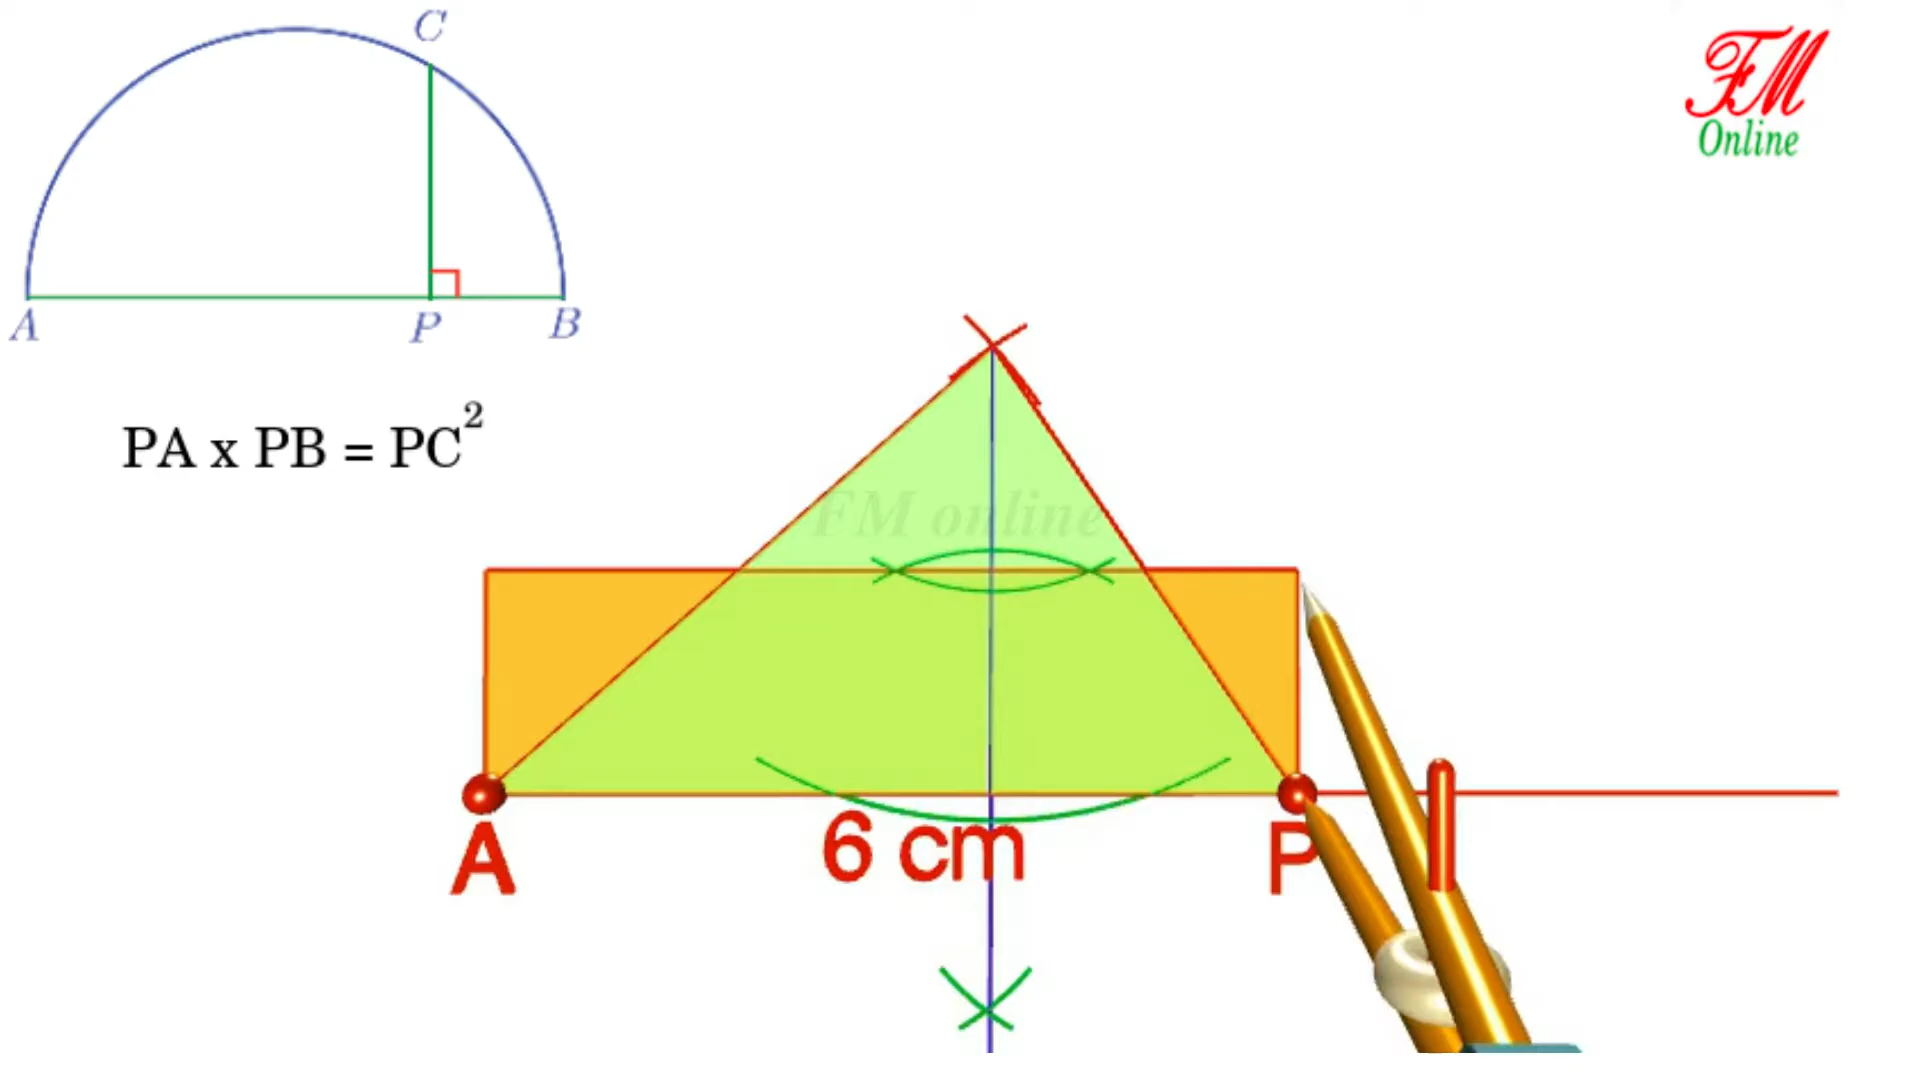 C
A P B
PA x PB = PC²
FM
Online
FM online
6 cm
A P